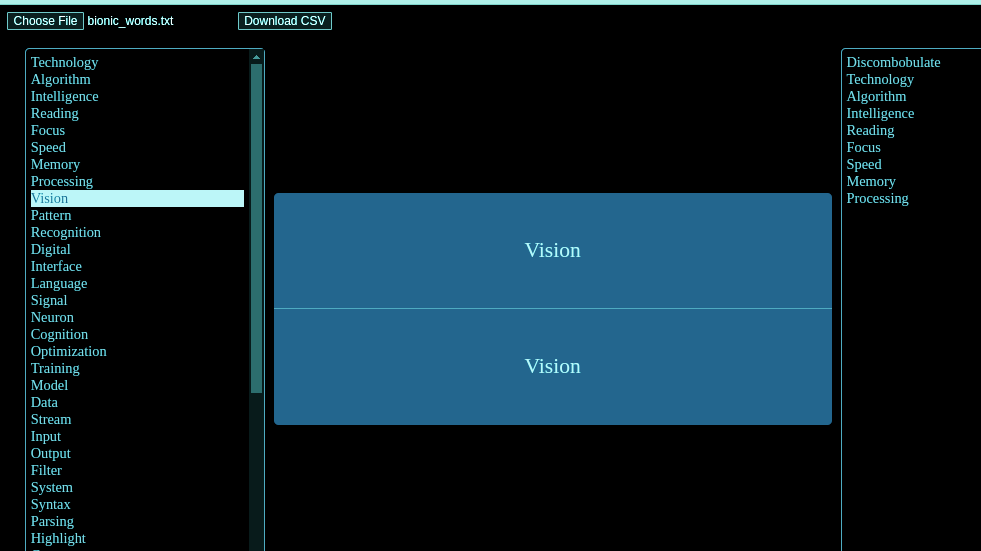 Choose File bionic_words.txt Download CSV
Technology
Algorithm
Intelligence
Reading
Focus
Speed
Memory
Processing
Vision
Pattern
Recognition
Digital
Interface
Language
Signal
Neuron
Cognition
Optimization
Training
Model
Data
Stream
Input
Output
Filter
System
Syntax
Parsing
Highlight
Vision
Vision
Discombobulate
Technology
Algorithm
Intelligence
Reading
Focus
Speed
Memory
Processing